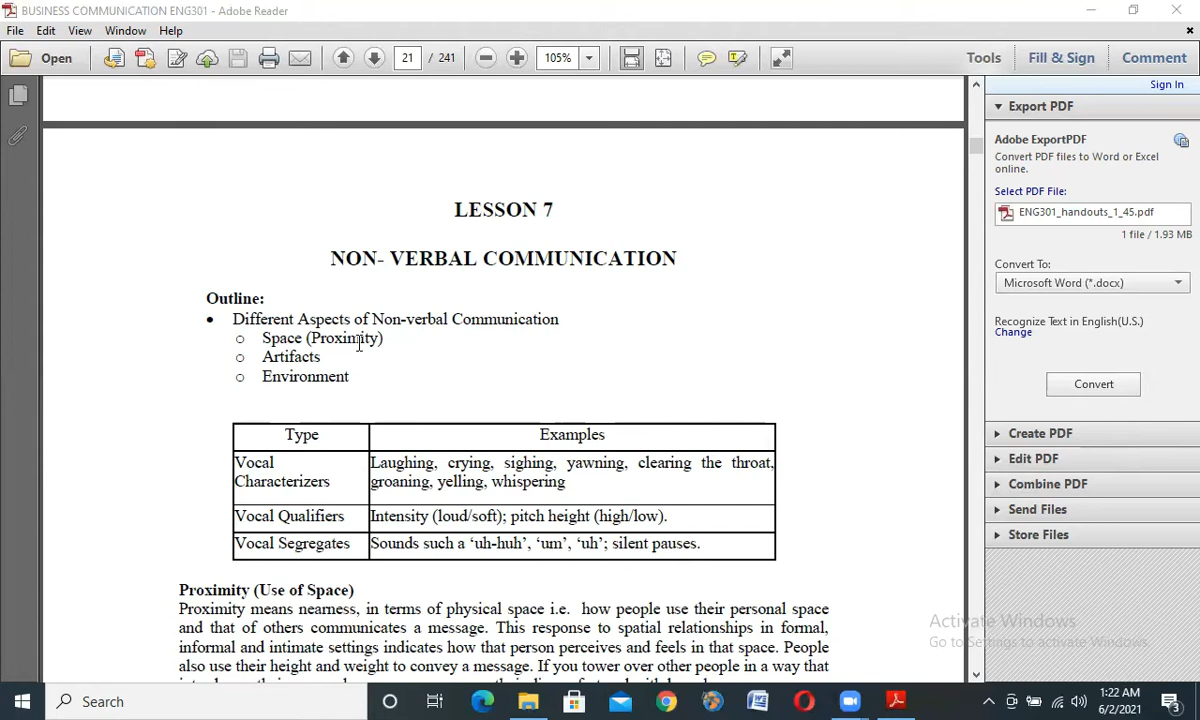 BUSINESS COMMUNICATION ENG301 - Adobe Reader
File Edit View Window Help
Open 21 / 241 105% Tools Fill & Sign Comment
Sign In
Export PDF
Adobe ExportPDF
Convert PDF files to Word or Excel
online.
Select PDF File:
ENG301_handouts_1_45.pdf
1 file / 1.93 MB
Convert To:
Microsoft Word (*.docx)
Recognize Text in English(U.S.)
Change
Convert
Create PDF
Edit PDF
Combine PDF
Send Files
Store Files
LESSON 7
NON- VERBAL COMMUNICATION
Outline:
• Different Aspects of Non-verbal Communication
o Space (Proximity)
o Artifacts
o Environment
Type Examples
Vocal Characterizers Laughing, crying, sighing, yawning, clearing the throat,
groaning, yelling, whispering
Vocal Qualifiers Intensity (loud/soft); pitch height (high/low).
Vocal Segregates Sounds such a ‘uh-huh’, ‘um’, ‘uh’; silent pauses.
Proximity (Use of Space)
Proximity means nearness, in terms of physical space i.e. how people use their personal space
and that of others communicates a message. This response to spatial relationships in formal,
informal and intimate settings indicates how that person perceives and feels in that space. People
also use their height and weight to convey a message. If you tower over other people in a way that
Activate Windows
Go to Settings to activate Windows.
Search
1:22 AM
6/2/2021
3